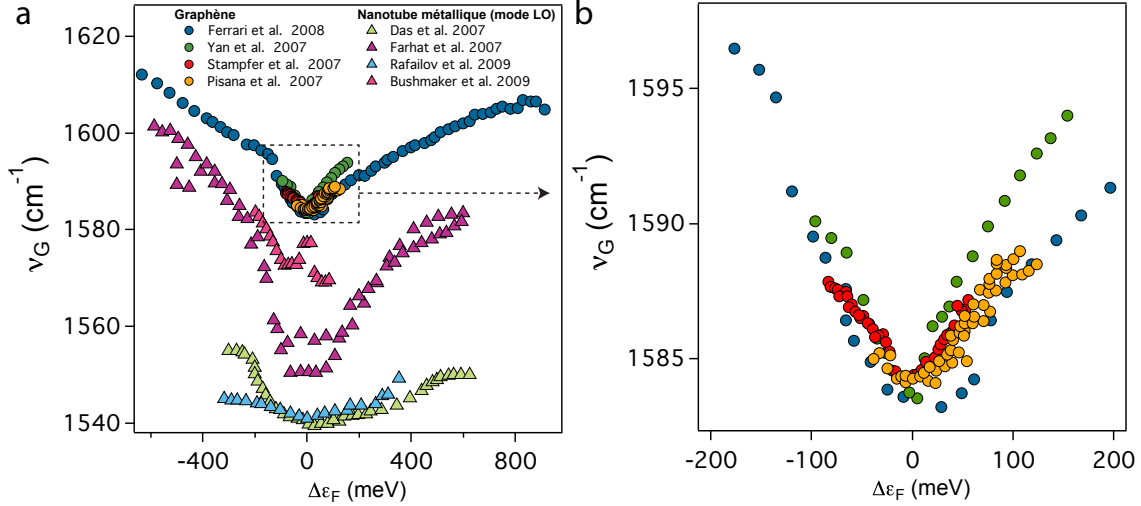 a
Graphène
Ferrari et al. 2008
Yan et al. 2007
Stampfer et al. 2007
Pisana et al. 2007
Nanotube métallique (mode LO)
Das et al. 2007
Farhat et al. 2007
Rafailov et al. 2009
Bushmaker et al. 2009
1620
1600
1580
1560
1540
νG (cm-1)
-400
0
400
800
ΔεF (meV)
b
1595
1590
1585
νG (cm-1)
-200
-100
0
100
200
ΔεF (meV)